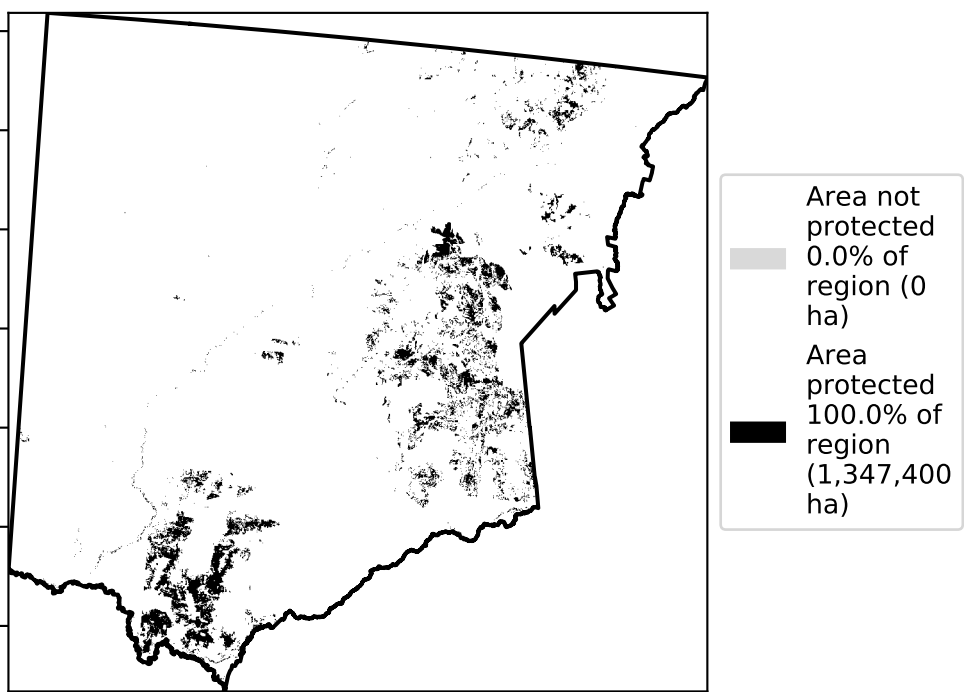 Area not
protected
0.0% of
region (0
ha)
Area
protected
100.0% of
region
(1,347,400
ha)